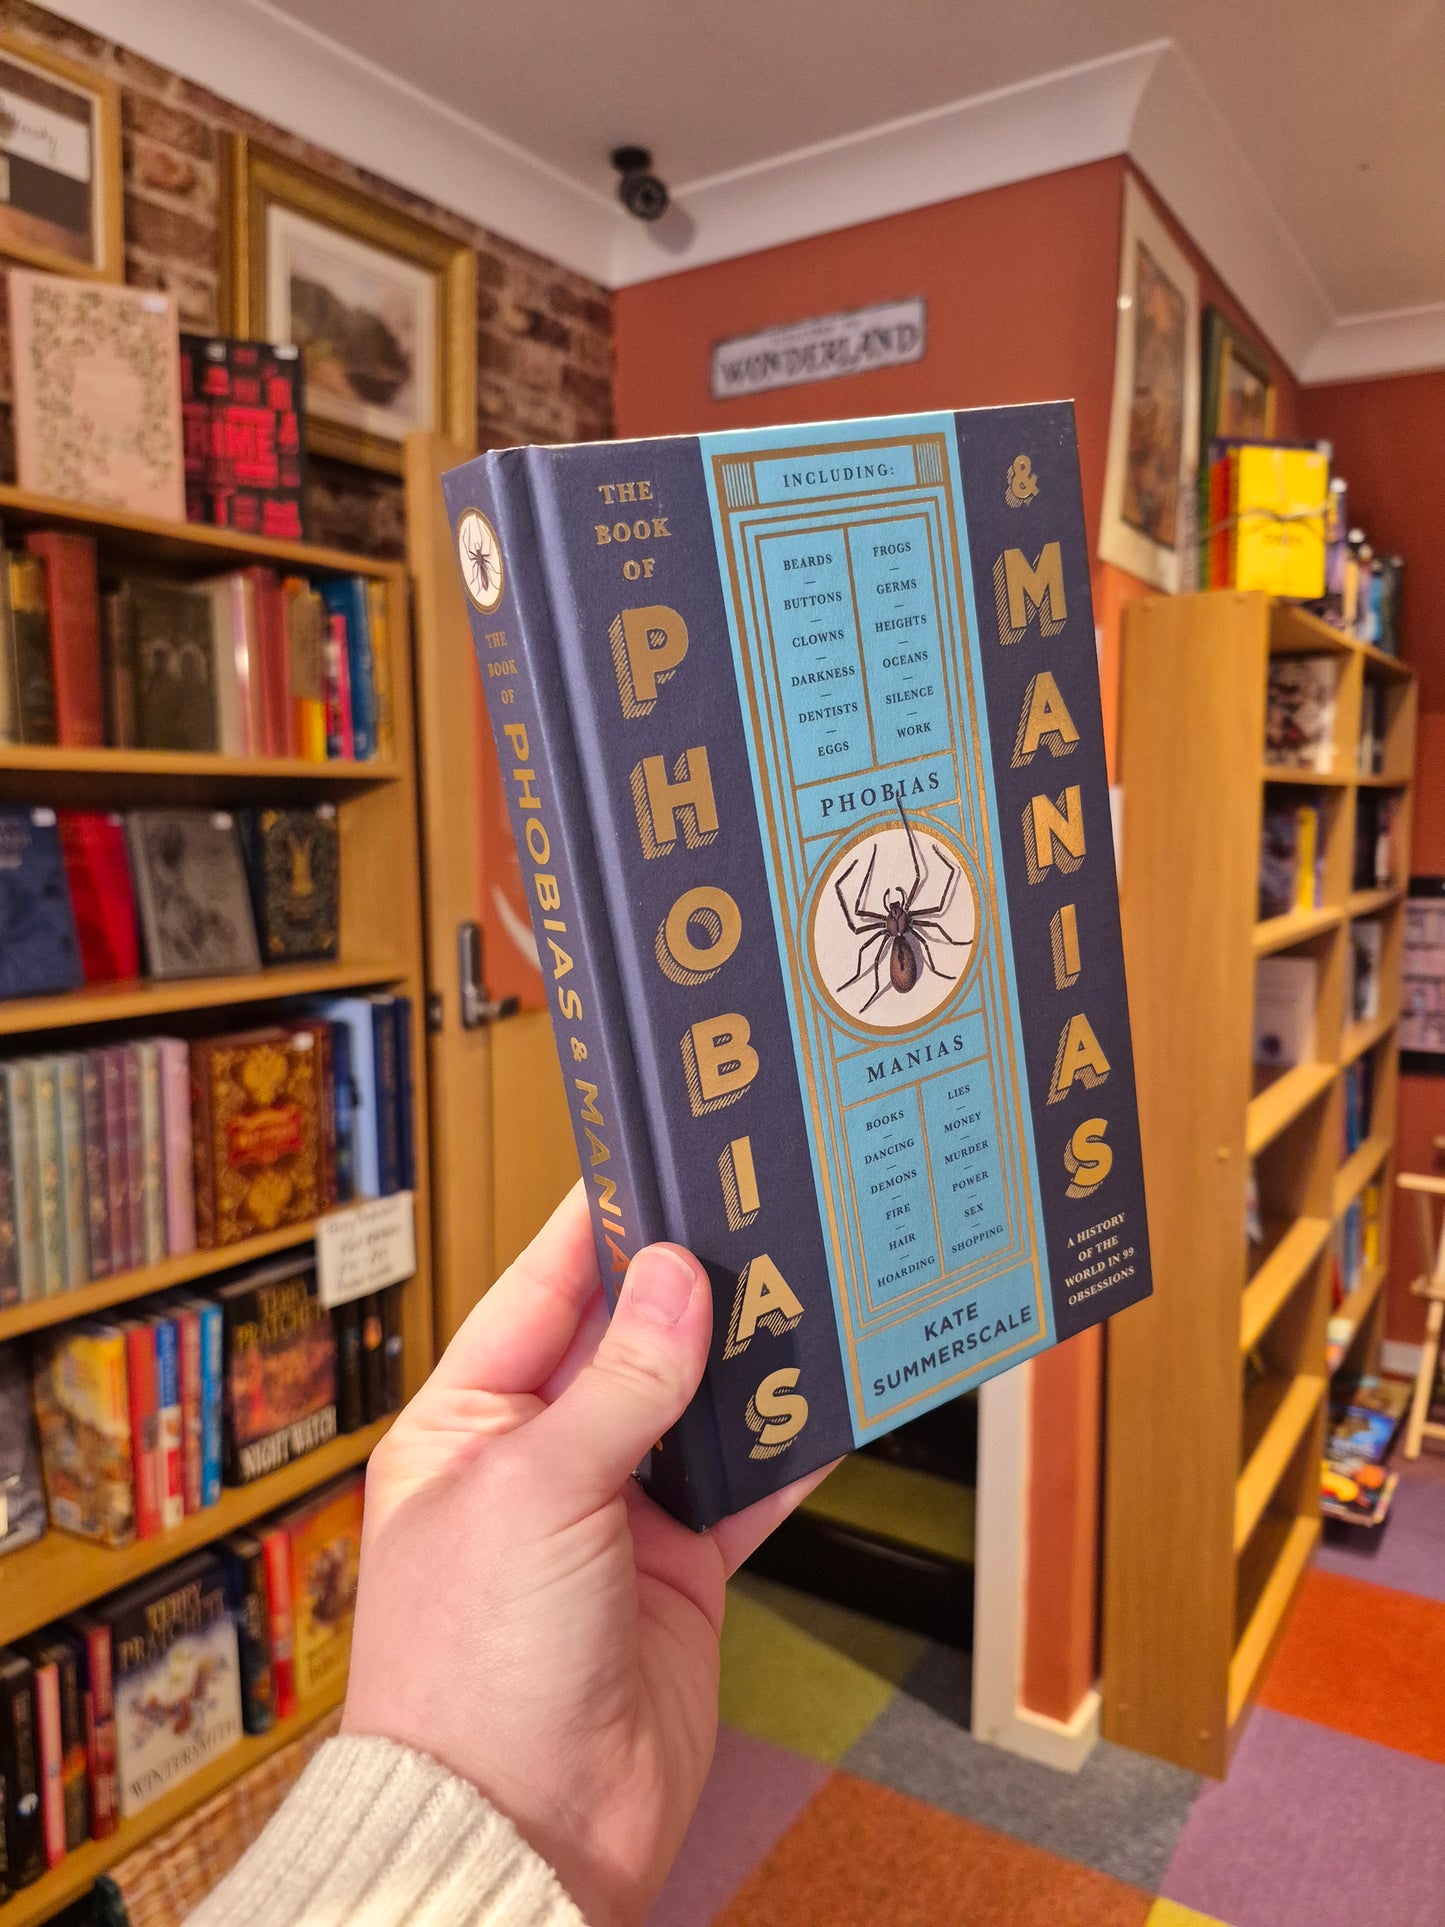 WONDERLAND
THE
BOOK
OF
PHOBIAS
& MANIAS
INCLUDING:
BEARDS
BUTTONS
CLOWNS
DARKNESS
DENTISTS
EGGS
FROGS
GERMS
HEIGHTS
OCEANS
SILENCE
WORK
PHOBIAS
MANIAS
BOOKS
DANCING
DEMONS
FIRE
HAIR
HOARDING
LIES
MONEY
MURDER
POWER
SEX
SHOPPING
KATE
SUMMERSCALE
A HISTORY
OF THE
WORLD IN 99
OBSESSIONS
THE
BOOK
OF
PHOBIAS & MANIA
TERRY
PRATCHETT
NIGHT WATCH
TERRY
PRATCHETT
WINTERSMITH